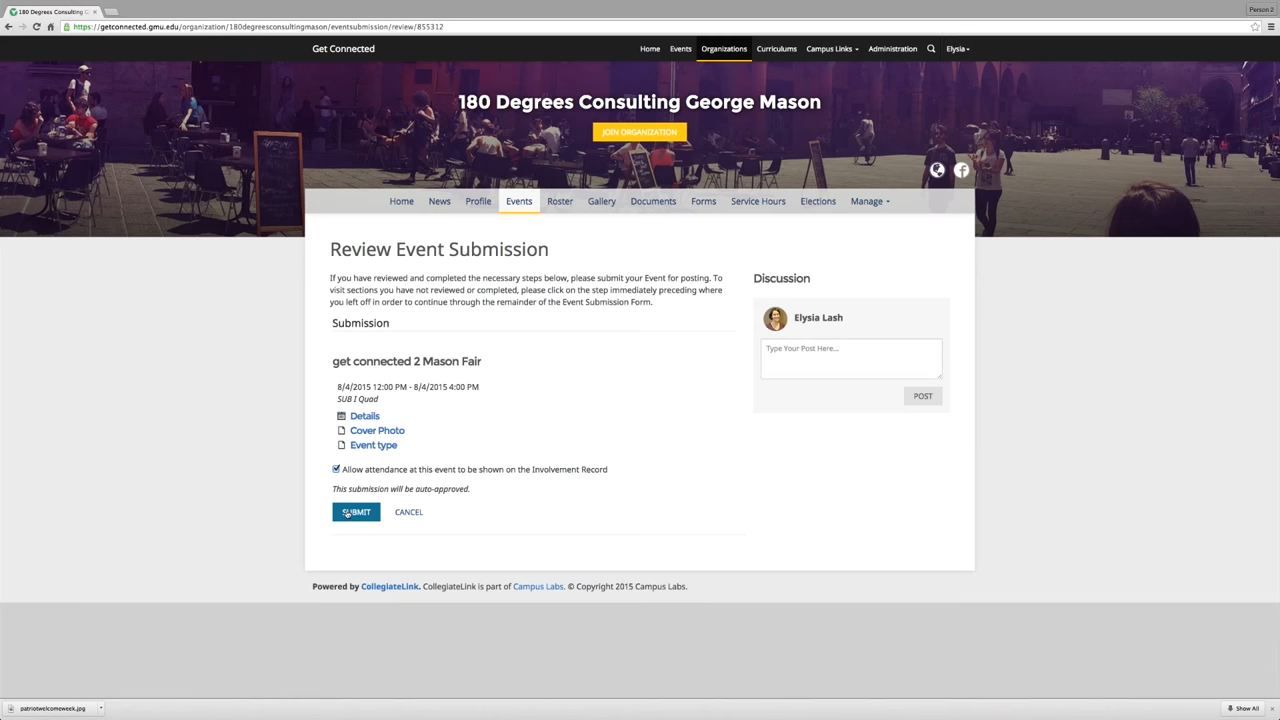 180 Degrees Consulting G
Person 2
https://getconnected.gmu.edu/organization/180degreesconsultingmason/eventsubmission/review/855312
Get Connected
Home Events Organizations Curriculums Campus Links Administration Elysia
180 Degrees Consulting George Mason
JOIN ORGANIZATION
Home News Profile Events Roster Gallery Documents Forms Service Hours Elections Manage
Review Event Submission
If you have reviewed and completed the necessary steps below, please submit your Event for posting. To
visit sections you have not reviewed or completed, please click on the step immediately preceding where
you left off in order to continue through the remainder of the Event Submission Form.
Submission
get connected 2 Mason Fair
8/4/2015 12:00 PM - 8/4/2015 4:00 PM
SUB I Quad
Details
Cover Photo
Event type
Allow attendance at this event to be shown on the Involvement Record
This submission will be auto-approved.
SUBMIT CANCEL
Discussion
Elysia Lash
Type Your Post Here...
POST
Powered by CollegiateLink. CollegiateLink is part of Campus Labs. © Copyright 2015 Campus Labs.
patriotwelcomeweek.jpg
Show All